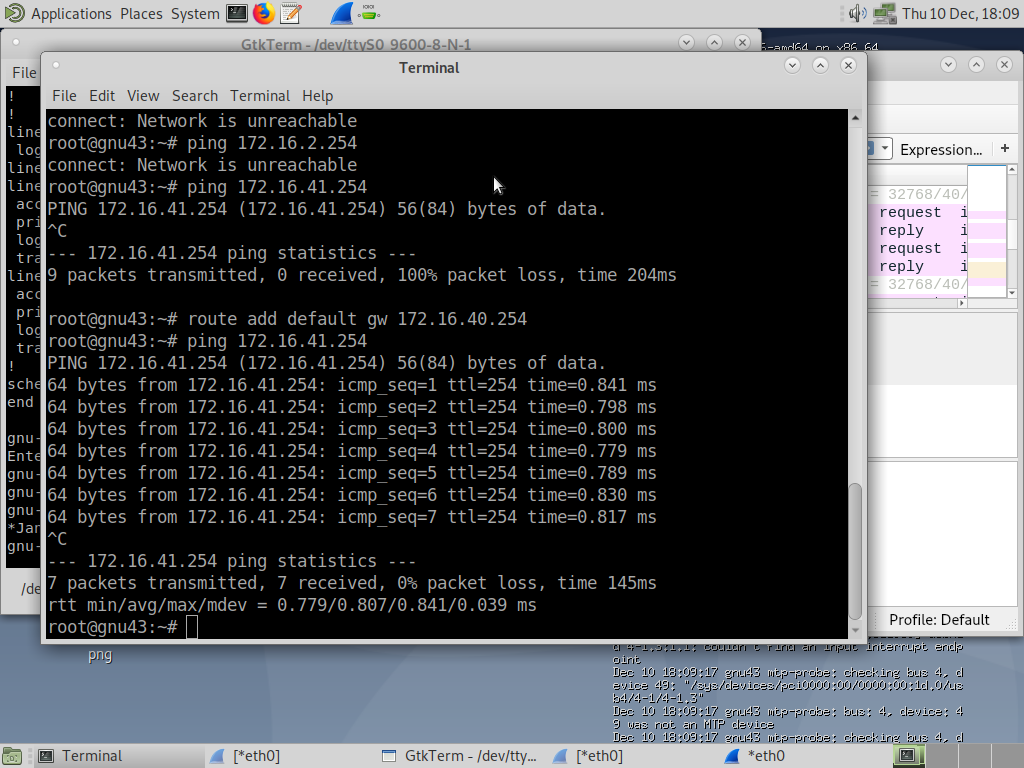 Applications Places System Thu 10 Dec, 18:09
GtkTerm - /dev/ttyS0 9600-8-N-1
6-amd64 on x86_64
File
Terminal
File Edit View Search Terminal Help
connect: Network is unreachable
root@gnu43:~# ping 172.16.2.254
connect: Network is unreachable
root@gnu43:~# ping 172.16.41.254
PING 172.16.41.254 (172.16.41.254) 56(84) bytes of data.
^C
--- 172.16.41.254 ping statistics ---
9 packets transmitted, 0 received, 100% packet loss, time 204ms
root@gnu43:~# route add default gw 172.16.40.254
root@gnu43:~# ping 172.16.41.254
PING 172.16.41.254 (172.16.41.254) 56(84) bytes of data.
64 bytes from 172.16.41.254: icmp_seq=1 ttl=254 time=0.841 ms
64 bytes from 172.16.41.254: icmp_seq=2 ttl=254 time=0.798 ms
64 bytes from 172.16.41.254: icmp_seq=3 ttl=254 time=0.800 ms
64 bytes from 172.16.41.254: icmp_seq=4 ttl=254 time=0.779 ms
64 bytes from 172.16.41.254: icmp_seq=5 ttl=254 time=0.789 ms
64 bytes from 172.16.41.254: icmp_seq=6 ttl=254 time=0.830 ms
64 bytes from 172.16.41.254: icmp_seq=7 ttl=254 time=0.817 ms
^C
--- 172.16.41.254 ping statistics ---
7 packets transmitted, 7 received, 0% packet loss, time 145ms
rtt min/avg/max/mdev = 0.779/0.807/0.841/0.039 ms
root@gnu43:~#
!
!
line
log
line
line
acc
pri
log
tra
line
acc
pri
log
tra
!
sche
end
gnu-
Ente
gnu-
gnu-
gnu-
*Jan
gnu-
/de
Expression... +
= 32768/40/
request i
reply i
request i
reply i
= 32768/40/
Profile: Default
png
d 4-1.3:1.1: couldn't find an input interrupt endp
oint
Dec 10 18:09:17 gnu43 mtp-probe: checking bus 4, d
evice 49: "/sys/devices/pci0000:00/0000:00:1d.0/us
b4/4-1/4-1.3"
Dec 10 18:09:17 gnu43 mtp-probe: bus: 4, device: 4
9 was not an MTP device
Dec 10 18:09:17 gnu43 mtp-probe: checking bus 4, d
Terminal [*eth0] GtkTerm - /dev/tty... [*eth0] *eth0